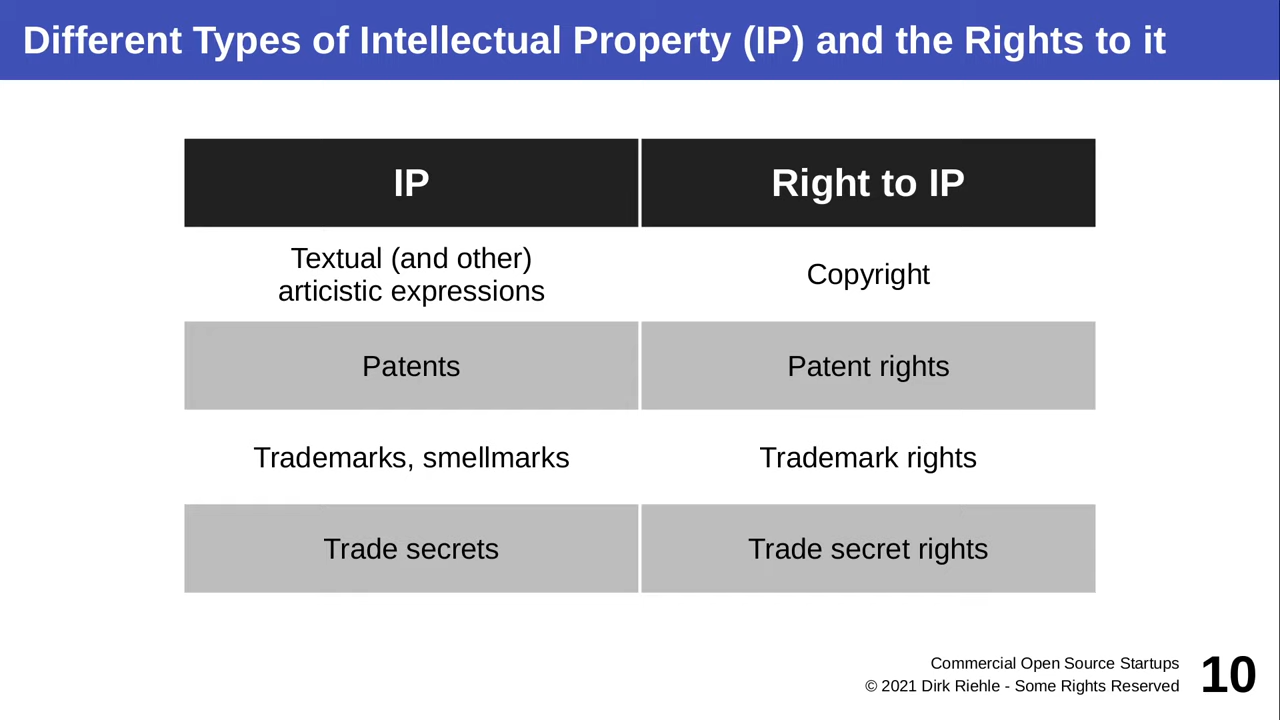 Different Types of Intellectual Property (IP) and the Rights to it
IP
Right to IP
Textual (and other)
articistic expressions
Copyright
Patents
Patent rights
Trademarks, smellmarks
Trademark rights
Trade secrets
Trade secret rights
Commercial Open Source Startups
© 2021 Dirk Riehle - Some Rights Reserved
10